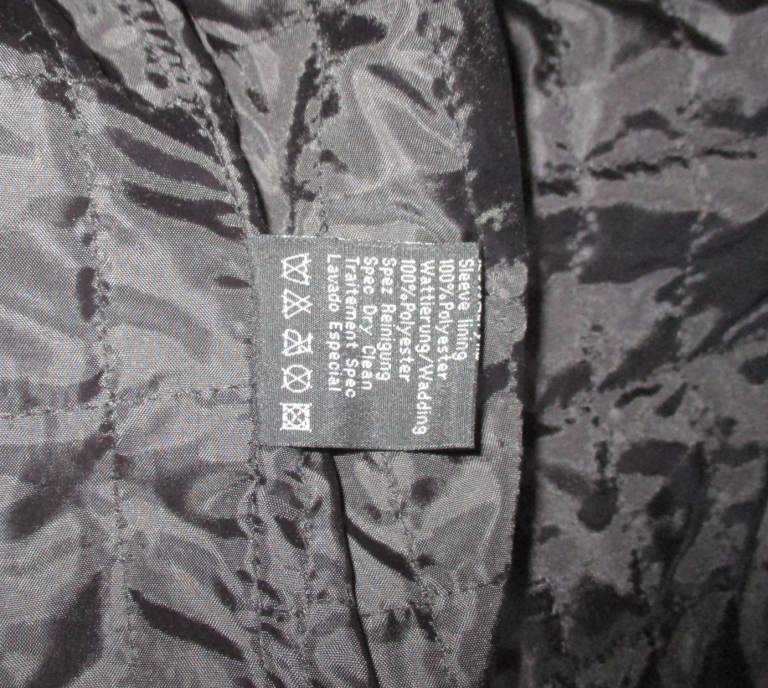 Sleeve lining
100%Polyester
Wattierung/Wadding
100%Polyester
Spez Reinigung
Spec Dry Clean
Traitement Spec
Lavado Especial